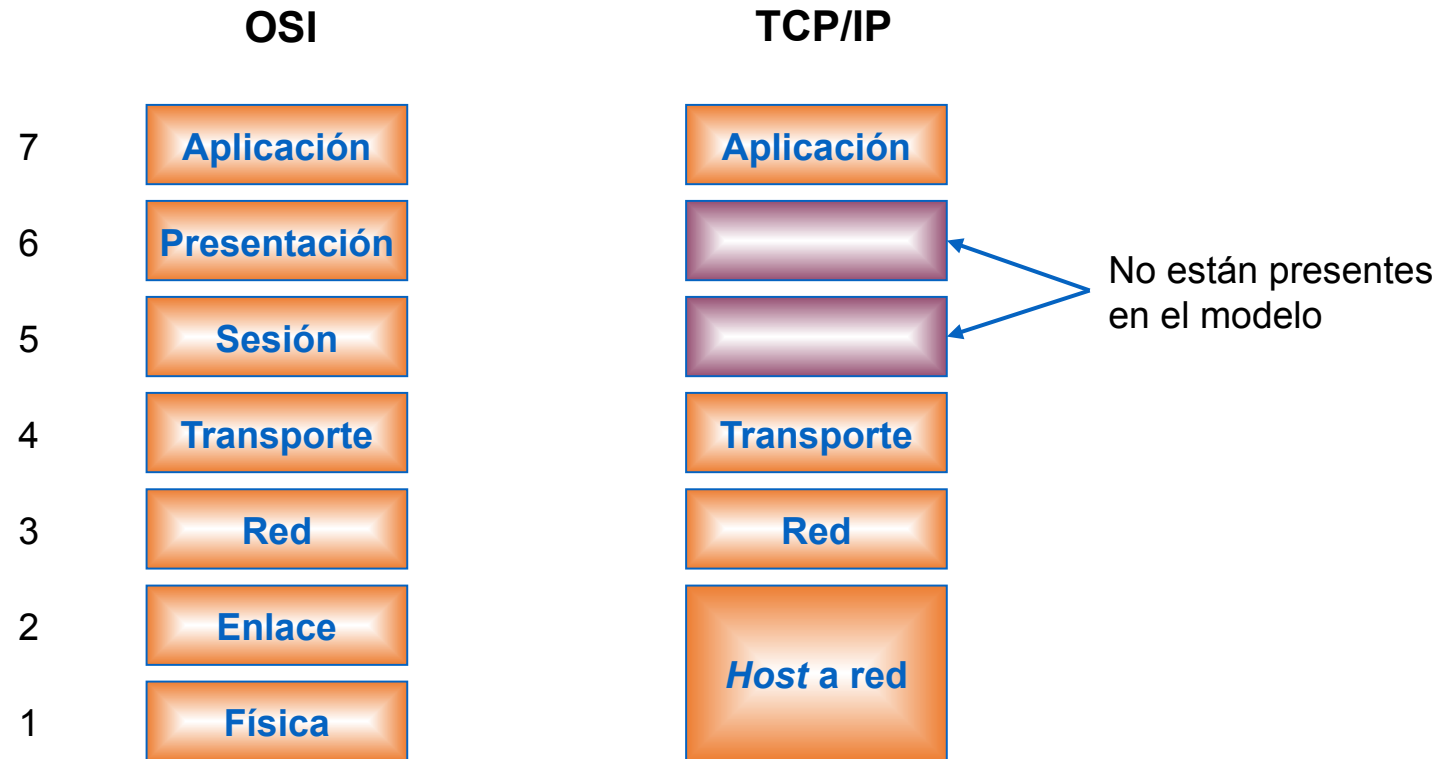 OSI TCP/IP
7 Aplicación Aplicación
6 Presentación
5 Sesión
No están presentes
en el modelo
4 Transporte Transporte
3 Red Red
2 Enlace
Host a red
1 Física